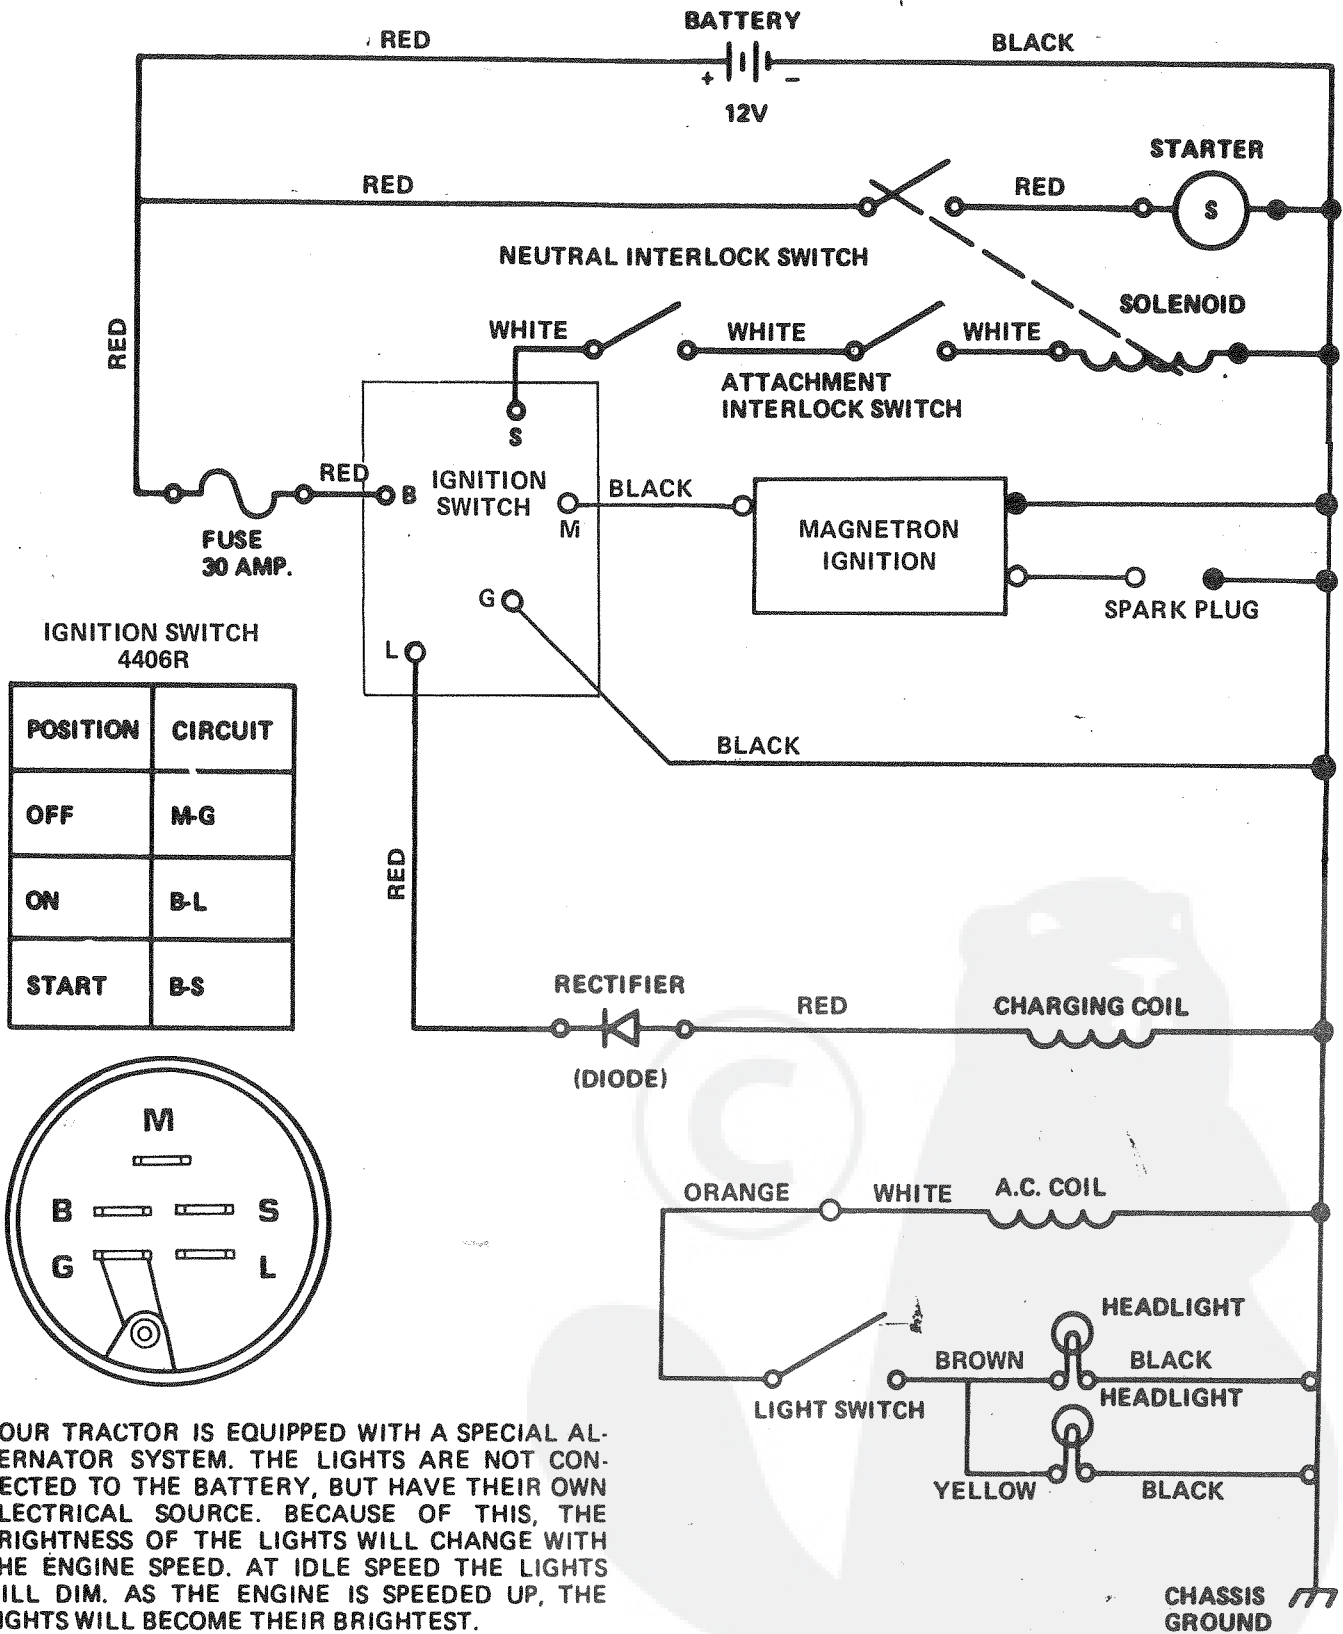 BATTERY
RED
BLACK
+ −
12V
STARTER
RED
RED
S
NEUTRAL INTERLOCK SWITCH
SOLENOID
RED
WHITE
WHITE
WHITE
ATTACHMENT
INTERLOCK SWITCH
S
RED
B
IGNITION
SWITCH
BLACK
M
MAGNETRON
IGNITION
FUSE
30 AMP.
G
SPARK PLUG
IGNITION SWITCH
4406R
L
POSITION CIRCUIT
OFF M-G
ON B-L
START B-S
BLACK
RED
RECTIFIER
RED
CHARGING COIL
(DIODE)
M
B S
G L
©
ORANGE
WHITE
A.C. COIL
HEADLIGHT
BROWN
BLACK
HEADLIGHT
LIGHT SWITCH
YELLOW
BLACK
OUR TRACTOR IS EQUIPPED WITH A SPECIAL AL-
ERNATOR SYSTEM. THE LIGHTS ARE NOT CON-
ECTED TO THE BATTERY, BUT HAVE THEIR OWN
LECTRICAL SOURCE. BECAUSE OF THIS, THE
RIGHTNESS OF THE LIGHTS WILL CHANGE WITH
HE ENGINE SPEED. AT IDLE SPEED THE LIGHTS
ILL DIM. AS THE ENGINE IS SPEEDED UP, THE
IGHTS WILL BECOME THEIR BRIGHTEST.
CHASSIS
GROUND